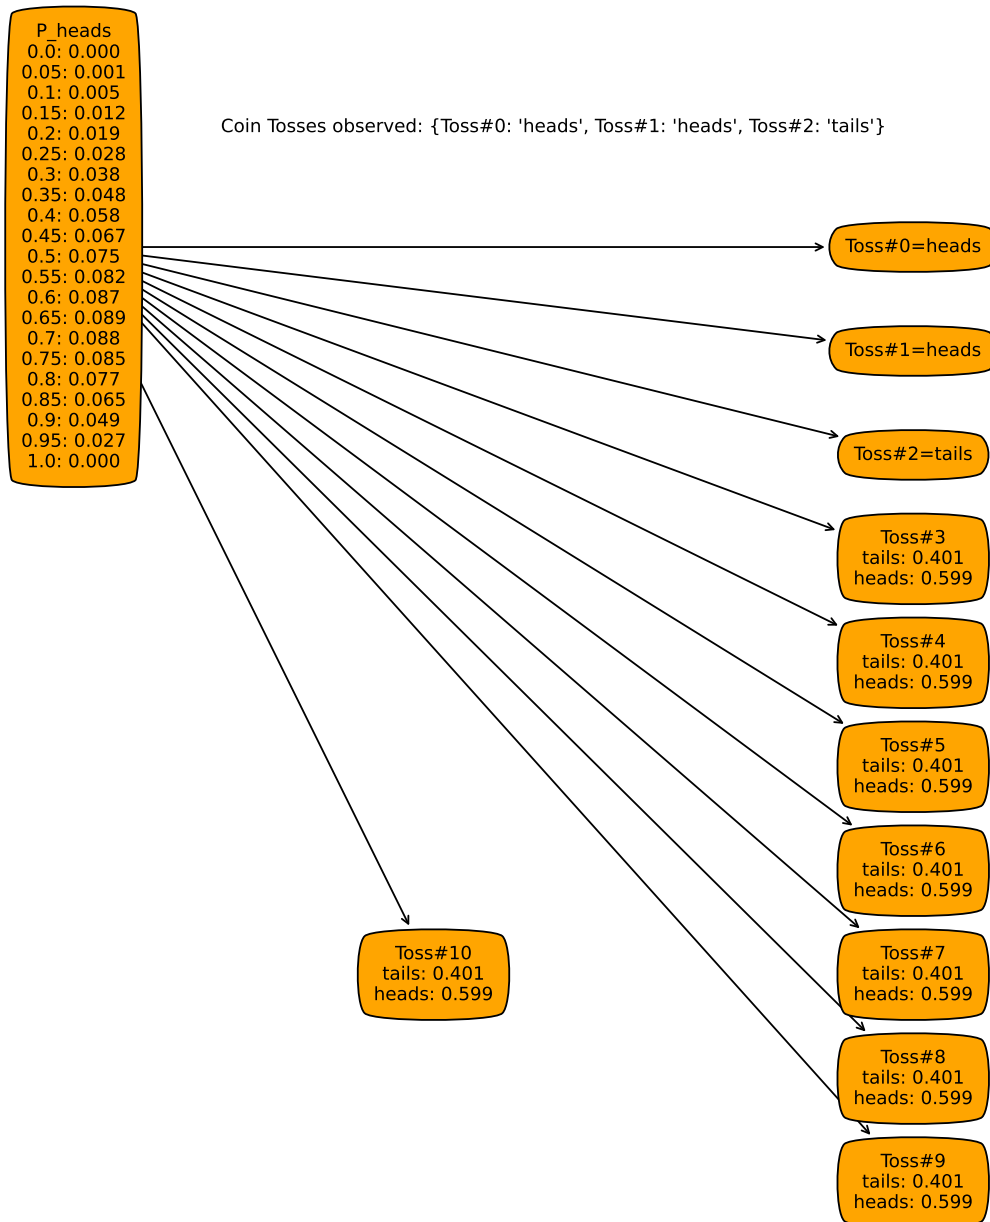 P_heads
0.0: 0.000
0.05: 0.001
0.1: 0.005
0.15: 0.012
0.2: 0.019
0.25: 0.028
0.3: 0.038
0.35: 0.048
0.4: 0.058
0.45: 0.067
0.5: 0.075
0.55: 0.082
0.6: 0.087
0.65: 0.089
0.7: 0.088
0.75: 0.085
0.8: 0.077
0.85: 0.065
0.9: 0.049
0.95: 0.027
1.0: 0.000
Coin Tosses observed: {Toss#0: 'heads', Toss#1: 'heads', Toss#2: 'tails'}
Toss#0=heads
Toss#1=heads
Toss#2=tails
Toss#3
tails: 0.401
heads: 0.599
Toss#4
tails: 0.401
heads: 0.599
Toss#5
tails: 0.401
heads: 0.599
Toss#6
tails: 0.401
heads: 0.599
Toss#7
tails: 0.401
heads: 0.599
Toss#10
tails: 0.401
heads: 0.599
Toss#8
tails: 0.401
heads: 0.599
Toss#9
tails: 0.401
heads: 0.599